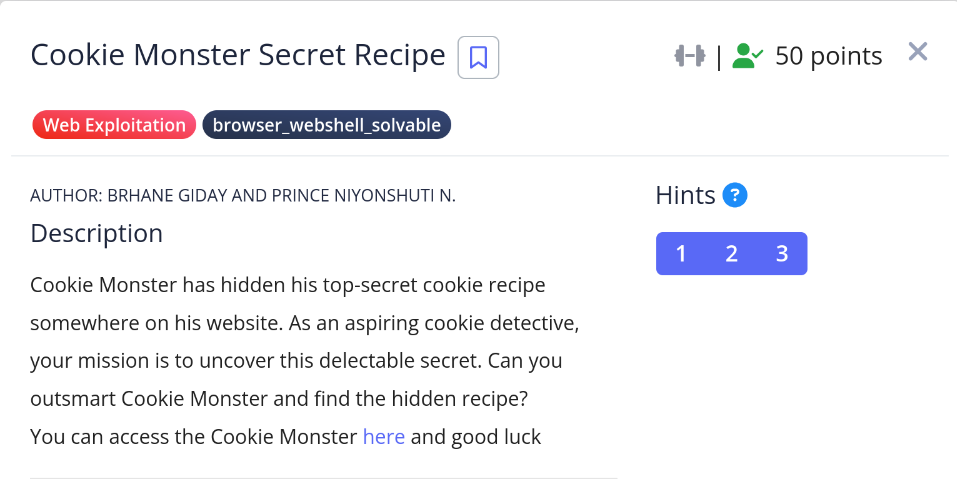 Cookie Monster Secret Recipe
| 50 points
Web Exploitation browser_webshell_solvable
AUTHOR: BRHANE GIDAY AND PRINCE NIYONSHUTI N.
Hints ?
Description
1 2 3
Cookie Monster has hidden his top-secret cookie recipe
somewhere on his website. As an aspiring cookie detective,
your mission is to uncover this delectable secret. Can you
outsmart Cookie Monster and find the hidden recipe?
You can access the Cookie Monster here and good luck